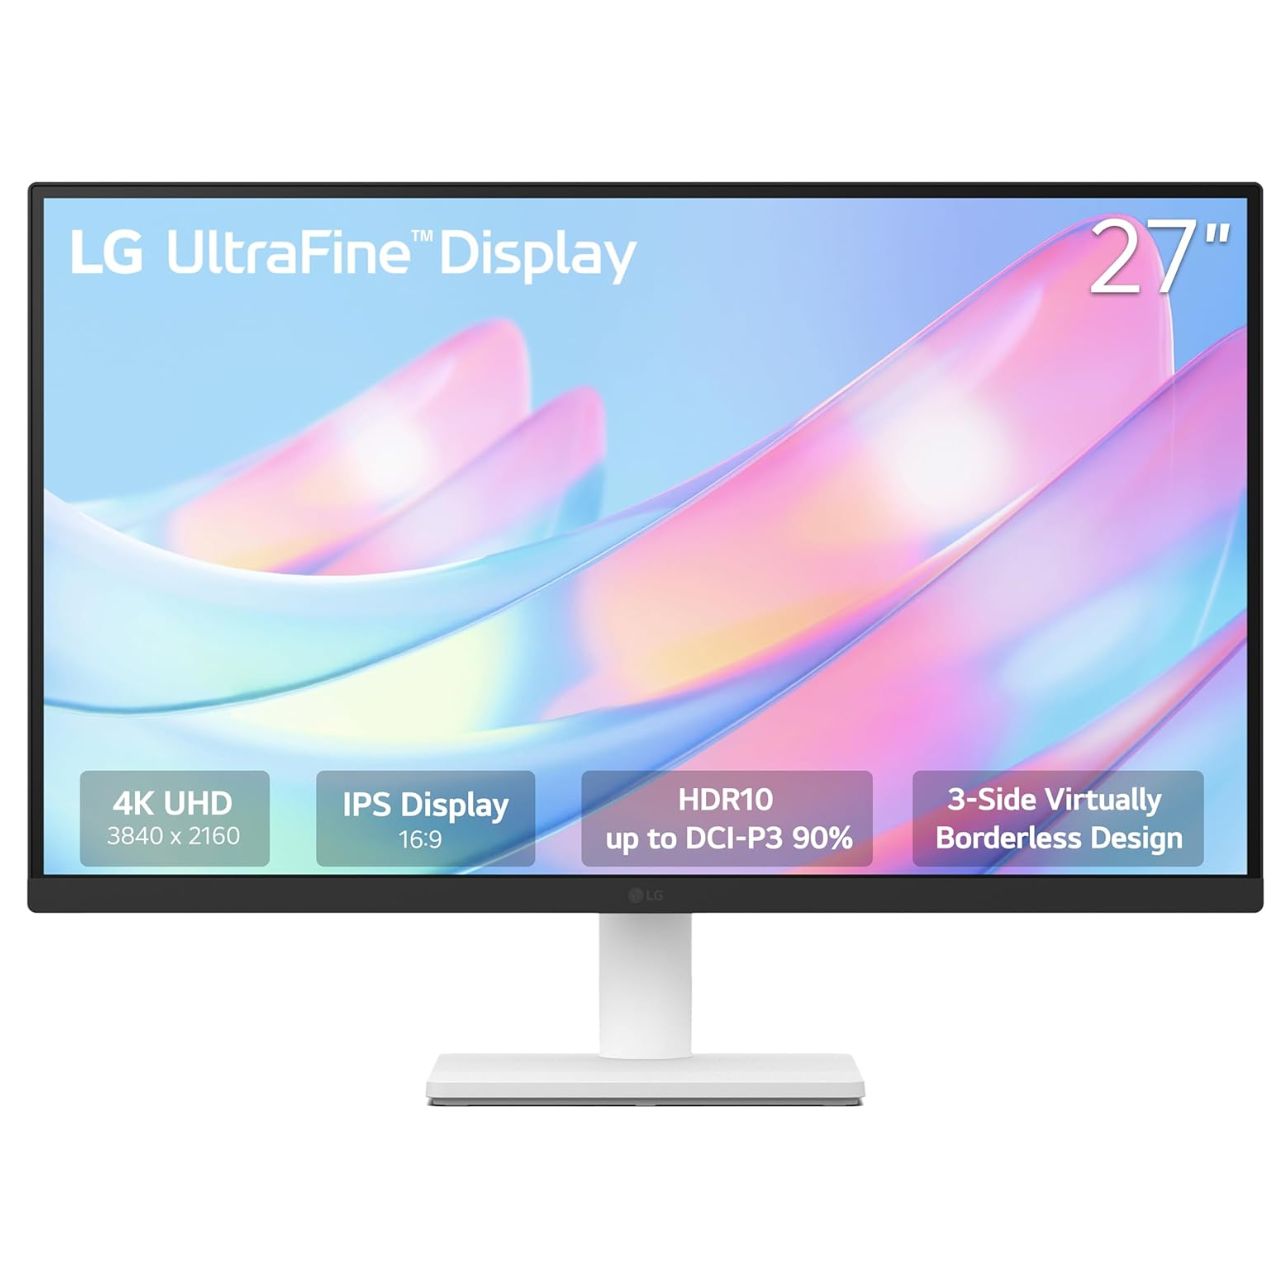 LG UltraFine™ Display
27"
4K UHD
3840 x 2160
IPS Display
16:9
HDR10
up to DCI-P3 90%
3-Side Virtually
Borderless Design
LG